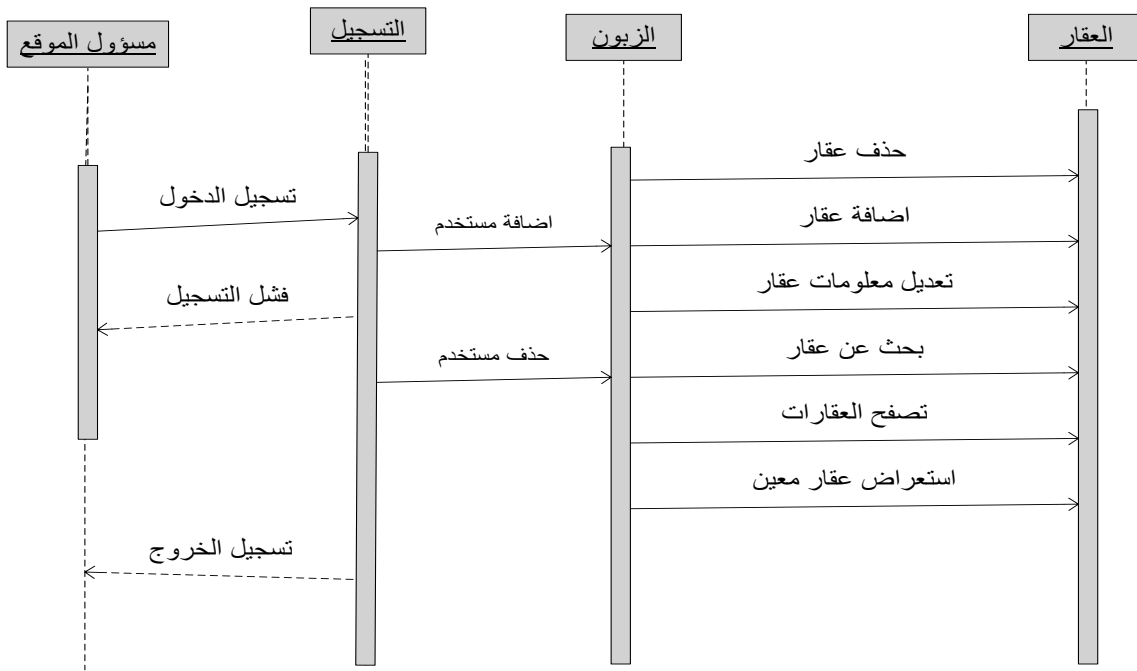 مسؤول الموقع
التسجيل
الزبون
العقار
حذف عقار
تسجيل الدخول
اضافة مستخدم
اضافة عقار
فشل التسجيل
تعديل معلومات عقار
حذف مستخدم
بحث عن عقار
تصفح العقارات
استعراض عقار معين
تسجيل الخروج